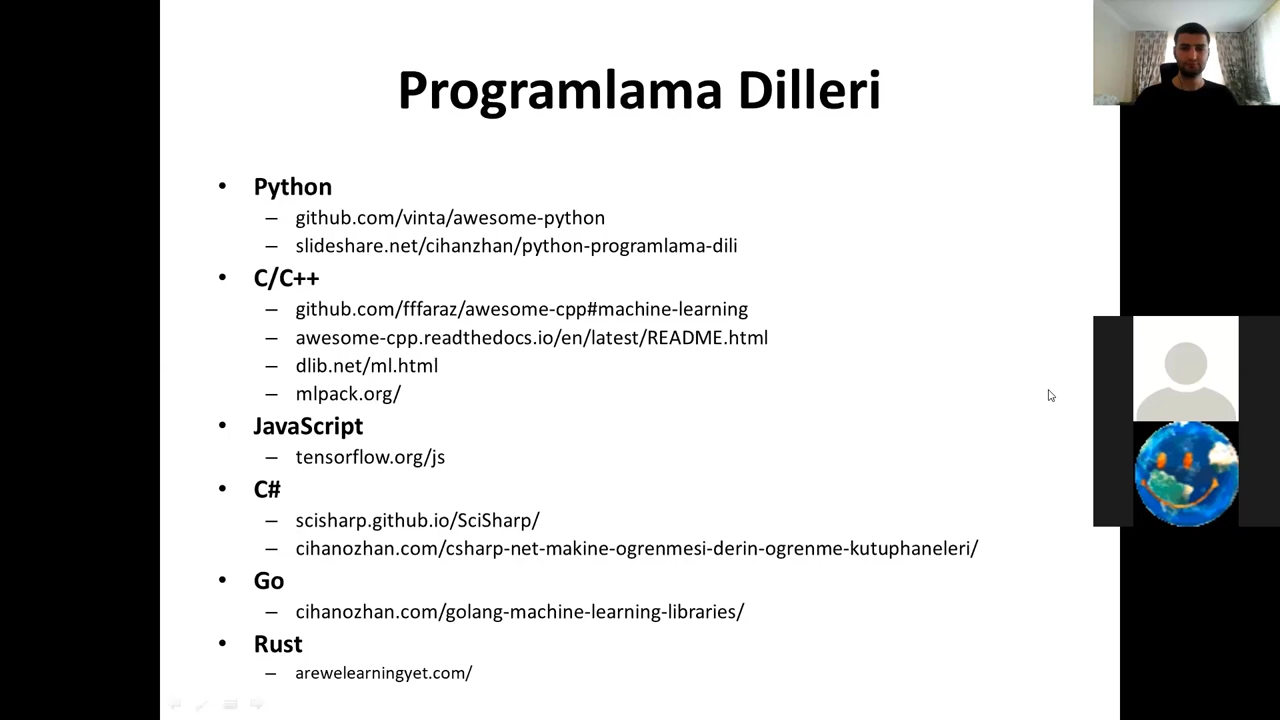 Programlama Dilleri
• Python
– github.com/vinta/awesome-python
– slideshare.net/cihanzhan/python-programlama-dili
• C/C++
– github.com/fffaraz/awesome-cpp#machine-learning
– awesome-cpp.readthedocs.io/en/latest/README.html
– dlib.net/ml.html
– mlpack.org/
• JavaScript
– tensorflow.org/js
• C#
– scisharp.github.io/SciSharp/
– cihanozhan.com/csharp-net-makine-ogrenmesi-derin-ogrenme-kutuphaneleri/
• Go
– cihanozhan.com/golang-machine-learning-libraries/
• Rust
– arewelearningyet.com/